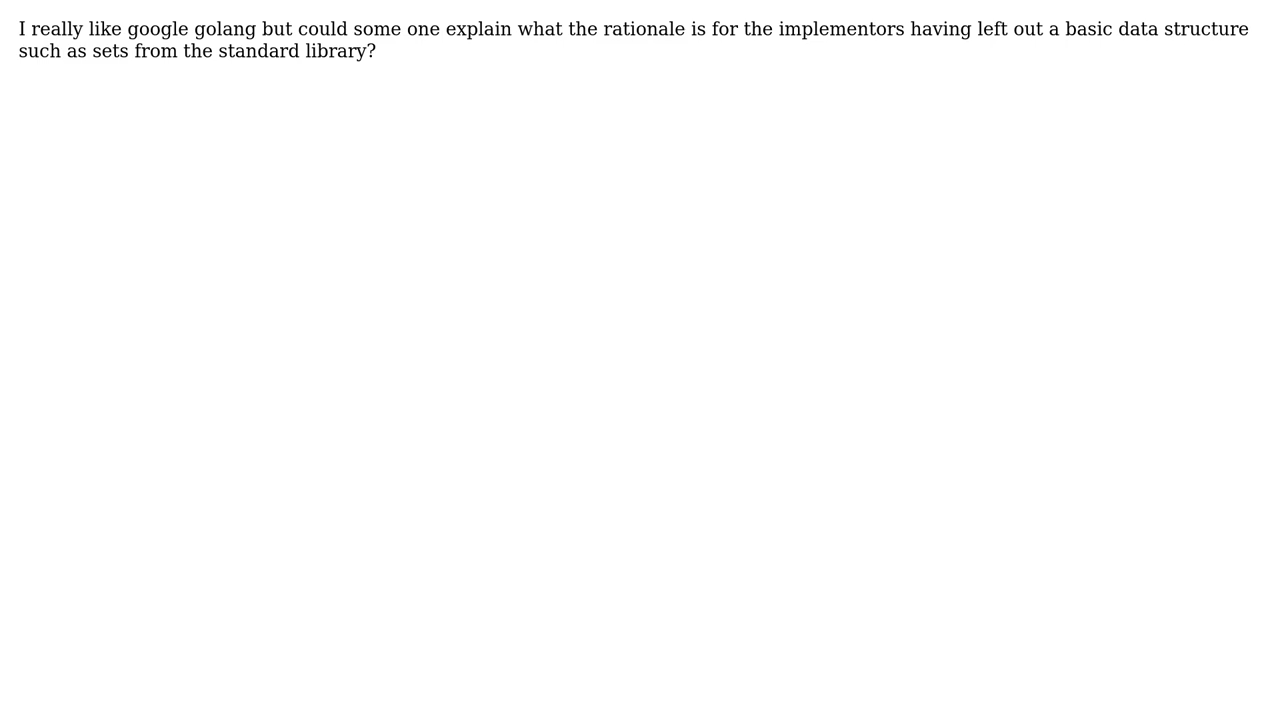 I really like google golang but could some one explain what the rationale is for the implementors having left out a basic data structure
such as sets from the standard library?